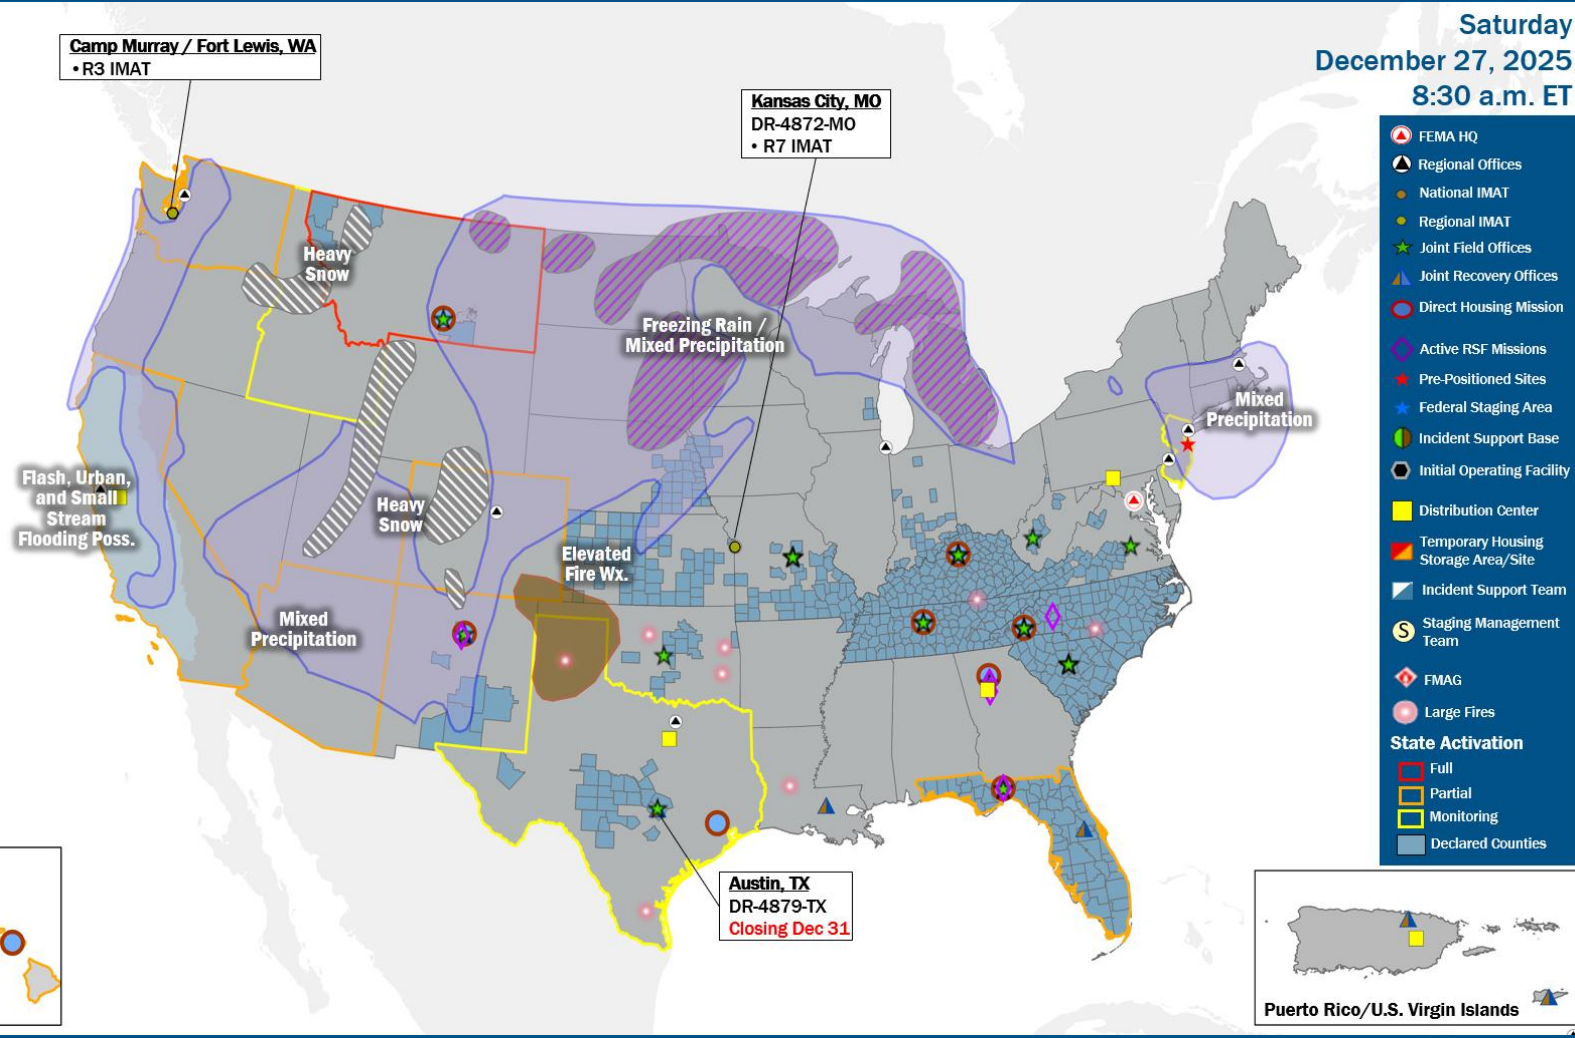 Saturday
December 27, 2025
8:30 a.m. ET
Camp Murray / Fort Lewis, WA
• R3 IMAT
Kansas City, MO
DR-4872-MO
• R7 IMAT
Heavy
Snow
Freezing Rain /
Mixed Precipitation
Mixed
Precipitation
Flash, Urban,
and Small
Stream
Flooding Poss.
Heavy
Snow
Elevated
Fire Wx.
Mixed
Precipitation
Austin, TX
DR-4879-TX
Closing Dec 31
FEMA HQ
Regional Offices
National IMAT
Regional IMAT
Joint Field Offices
Joint Recovery Offices
Direct Housing Mission
Active RSF Missions
Pre-Positioned Sites
Federal Staging Area
Incident Support Base
Initial Operating Facility
Distribution Center
Temporary Housing
Storage Area/Site
Incident Support Team
S
Staging Management
Team
FMAG
Large Fires
State Activation
Full
Partial
Monitoring
Declared Counties
Puerto Rico/U.S. Virgin Islands